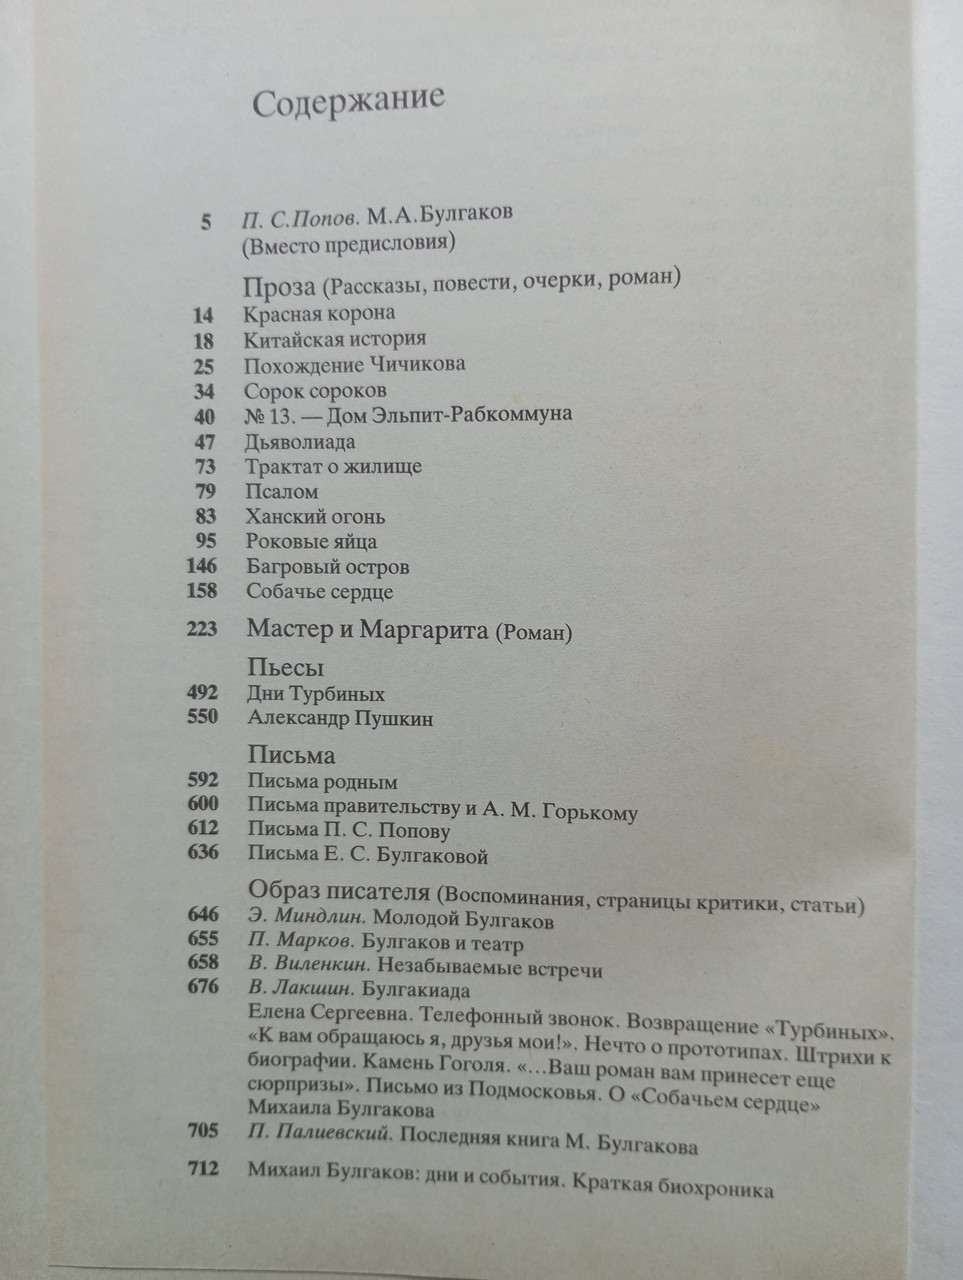 Содержание
5 П. С.Попов. М.А.Булгаков
(Вместо предисловия)
Проза (Рассказы, повести, очерки, роман)
14 Красная корона
18 Китайская история
25 Похождение Чичикова
34 Сорок сороков
40 № 13. — Дом Эльпит-Рабкоммуна
47 Дьяволиада
73 Трактат о жилище
79 Псалом
83 Ханский огонь
95 Роковые яйца
146 Багровый остров
158 Собачье сердце
223 Мастер и Маргарита (Роман)
Пьесы
492 Дни Турбиных
550 Александр Пушкин
Письма
592 Письма родным
600 Письма правительству и А. М. Горькому
612 Письма П. С. Попову
636 Письма Е. С. Булгаковой
Образ писателя (Воспоминания, страницы критики, статьи)
646 Э. Миндлин. Молодой Булгаков
655 П. Марков. Булгаков и театр
658 В. Виленкин. Незабываемые встречи
676 В. Лакшин. Булгакиада
Елена Сергеевна. Телефонный звонок. Возвращение «Турбиных».
«К вам обращаюсь я, друзья мои!». Нечто о прототипах. Штрихи к
биографии. Камень Гоголя. «...Ваш роман вам принесет еще
сюрпризы». Письмо из Подмосковья. О «Собачьем сердце»
Михаила Булгакова
705 П. Палиевский. Последняя книга М. Булгакова
712 Михаил Булгаков: дни и события. Краткая биохроника